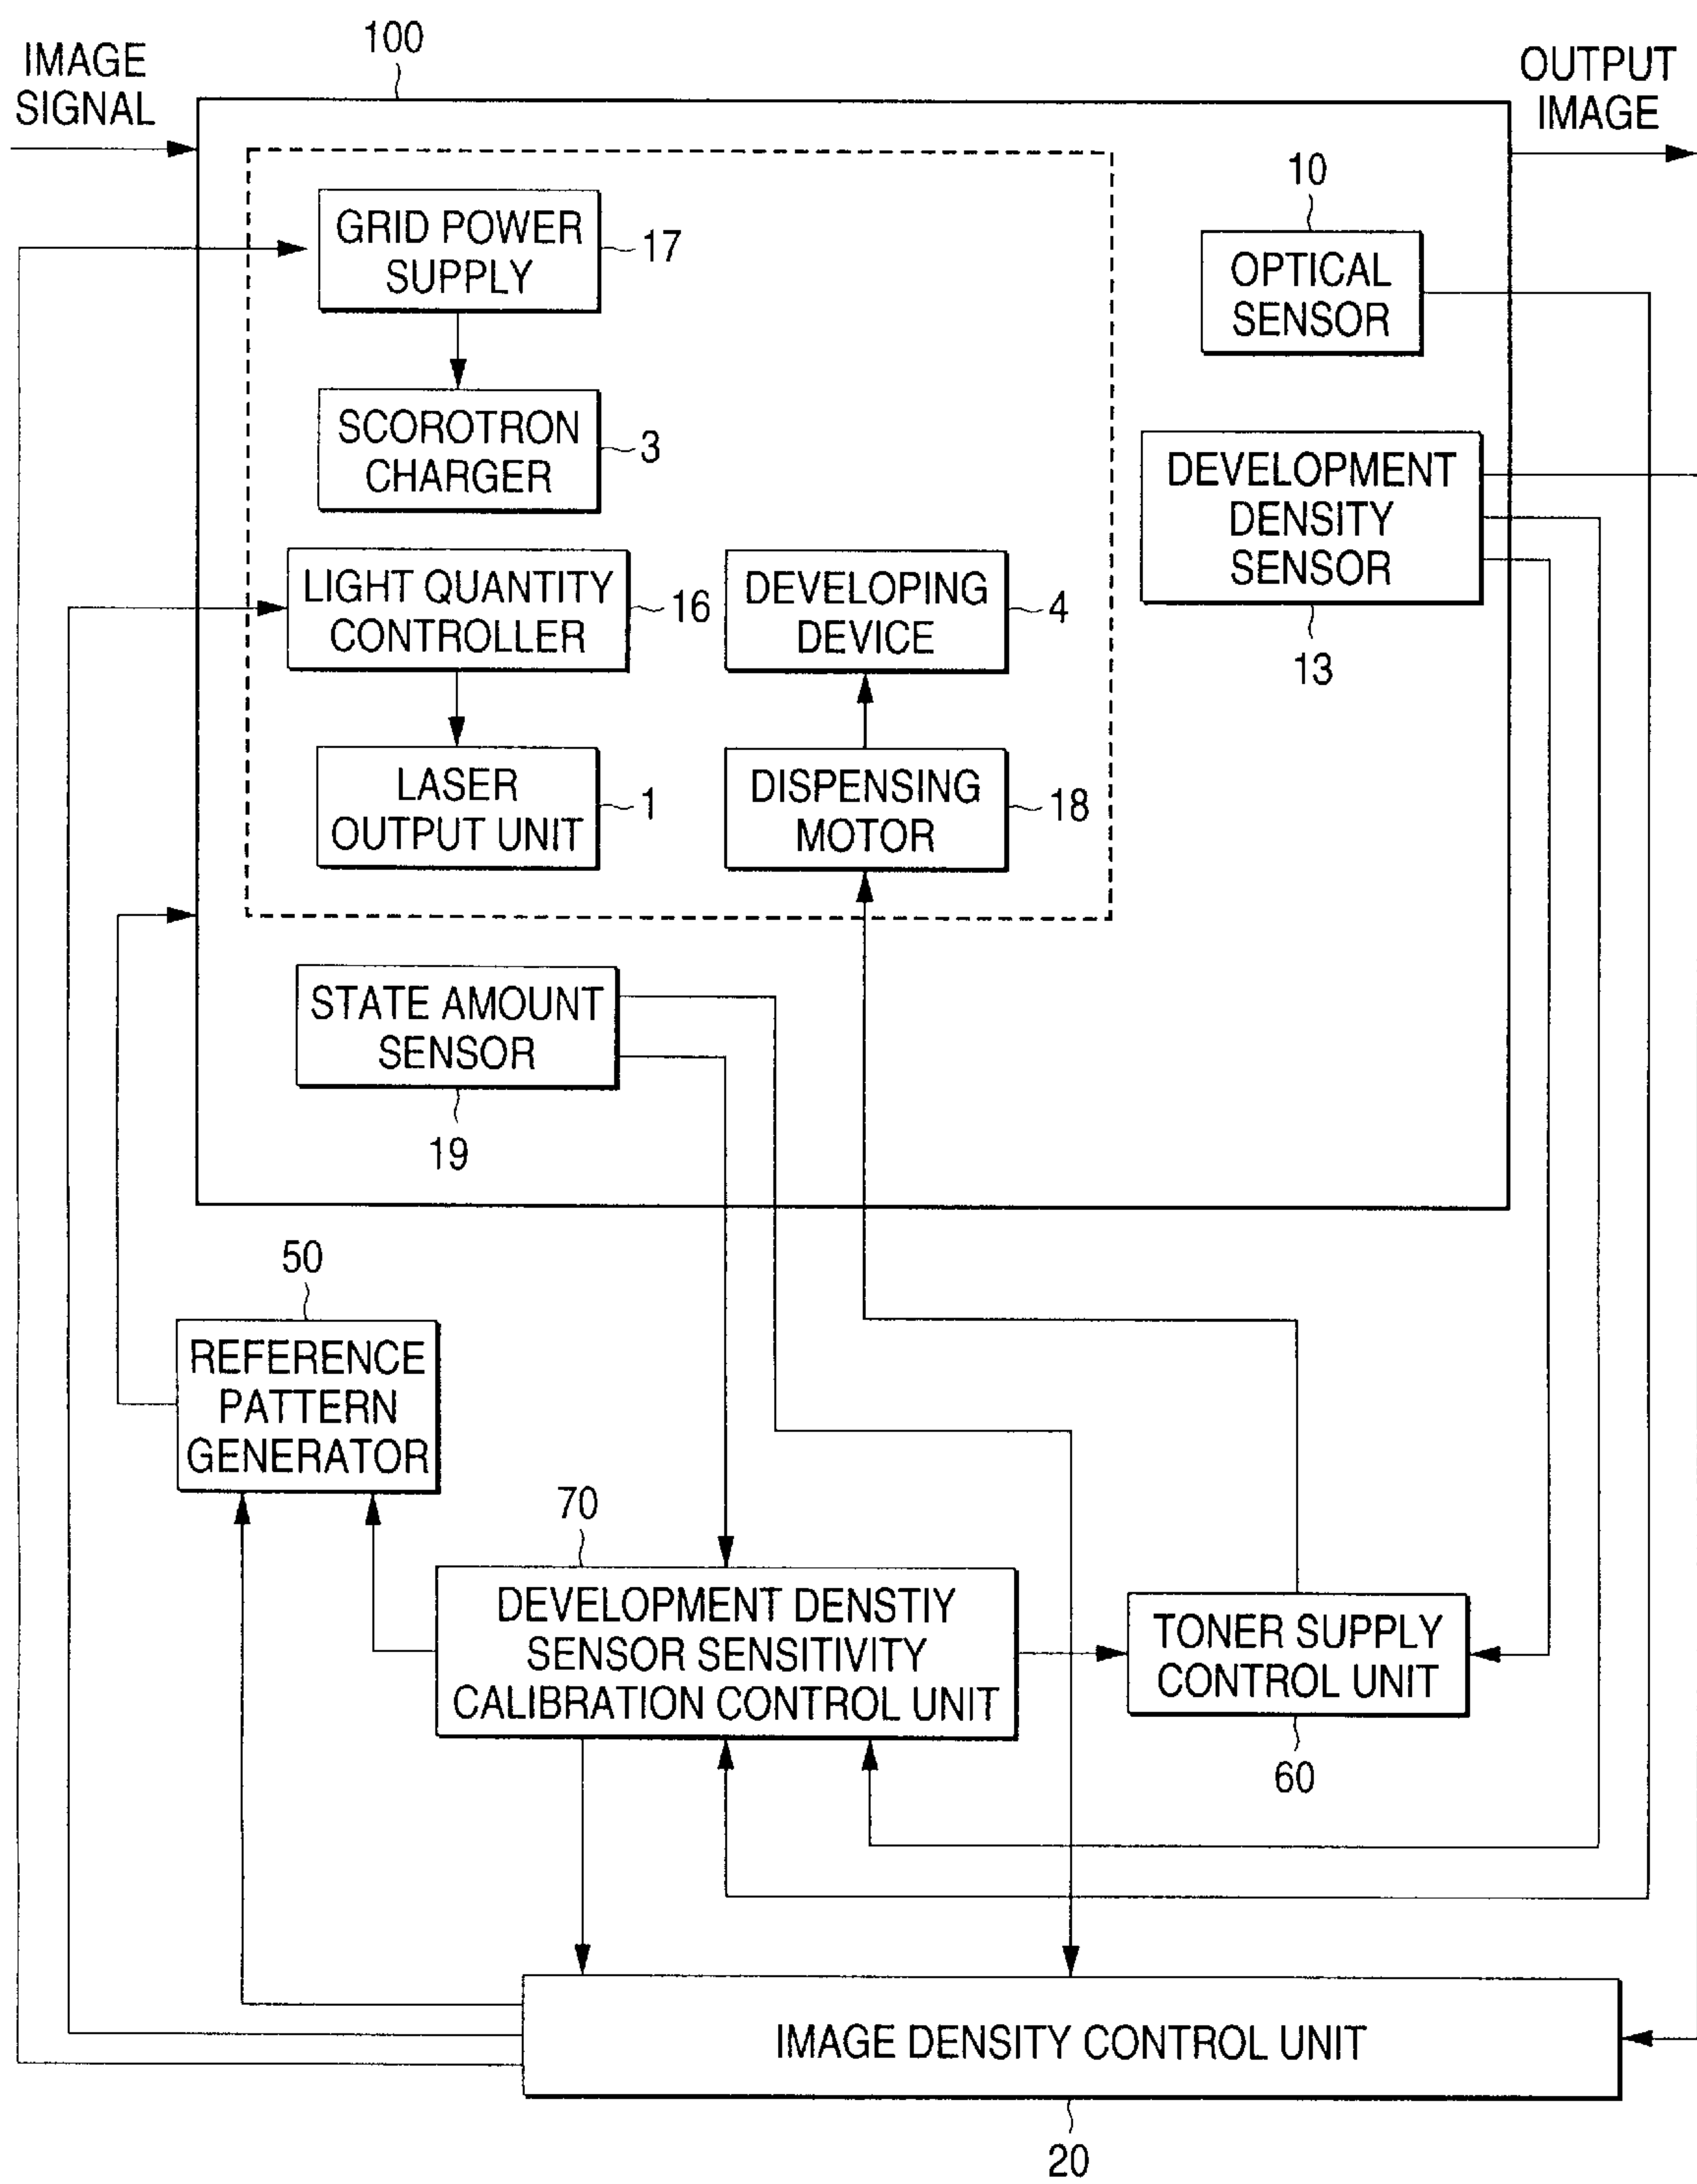 100
IMAGE
SIGNAL
OUTPUT
IMAGE
10
GRID POWER
SUPPLY
17
OPTICAL
SENSOR
SCOROTRON
CHARGER
3
DEVELOPMENT
DENSITY
SENSOR
13
LIGHT QUANTITY
CONTROLLER
16
DEVELOPING
DEVICE
4
LASER
OUTPUT UNIT
1
DISPENSING
MOTOR
18
STATE AMOUNT
SENSOR
19
50
REFERENCE
PATTERN
GENERATOR
70
DEVELOPMENT DENSTIY
SENSOR SENSITIVITY
CALIBRATION CONTROL UNIT
TONER SUPPLY
CONTROL UNIT
60
IMAGE DENSITY CONTROL UNIT
20